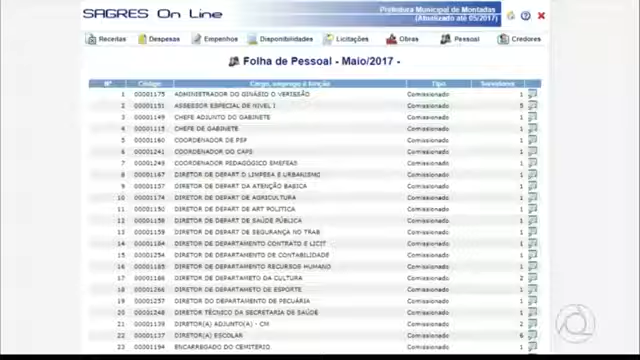 SAGRES On Line
Prefeitura Municipal de Montadas
(Atualizado até 05/2017)
Receitas Despesas Empenhos Disponibilidades Licitações Obras Pessoal Credores
Folha de Pessoal - Maio/2017 -
Nº Código Cargo, emprego e função Tipo Servidores
1 00001175 ADMINISTRADOR DO GINÁSIO O VERISSÃO Comissionado 1
2 00001151 ASSESSOR ESPECIAL DE NIVEL I Comissionado 5
3 00001149 CHEFE ADJUNTO DO GABINETE Comissionado 1
4 00001115 CHEFE DE GABINETE Comissionado 1
5 00001160 COORDENADOR DE PSF Comissionado 1
6 00001241 COORDENADOR DO CAPS Comissionado 1
7 00001249 COORDENADOR PEDAGÓGICO Comissionado 1
8 00001167 DIRETOR DE DEPART D LIMPESA E URBANISMO Comissionado 1
9 00001157 DIRETOR DE DEPART DA ATENÇÃO BASICA Comissionado 1
10 00001174 DIRETOR DE DEPART DE AGRICULTURA Comissionado 1
11 00001150 DIRETOR DE DEPART DE ART POLITICA Comissionado 1
12 00001158 DIRETOR DE DEPART DE SAÚDE PÚBLICA Comissionado 1
13 00001159 DIRETOR DE DEPART DE SEGURANÇA NO TRAB Comissionado 1
14 00001184 DIRETOR DE DEPARTAMENTO CONTRATO E LICIT Comissionado 1
15 00001254 DIRETOR DE DEPARTAMENTO DE CONTABILIDADE Comissionado 1
16 00001185 DIRETOR DE DEPARTAMENTO RECURSOS HUMANO Comissionado 1
17 00001186 DIRETOR DE DEPARTAMETO DA CULTURA Comissionado 2
18 00001266 DIRETOR DE DEPARTAMETO DE ESPORTE Comissionado 1
19 00001257 DIRETOR DO DEPARTAMENTO DE PECUÁRIA Comissionado 1
20 00001248 DIRETOR TÉCNICO DA SECRETARIA DE SAÚDE Comissionado 1
21 00001139 DIRETOR(A) ADJUNTO(A) - CM Comissionado 2
22 00001137 DIRETOR(A) ESCOLAR Comissionado 6
23 00001194 ENCARREGADO DO CEMITERIO Comissionado 1